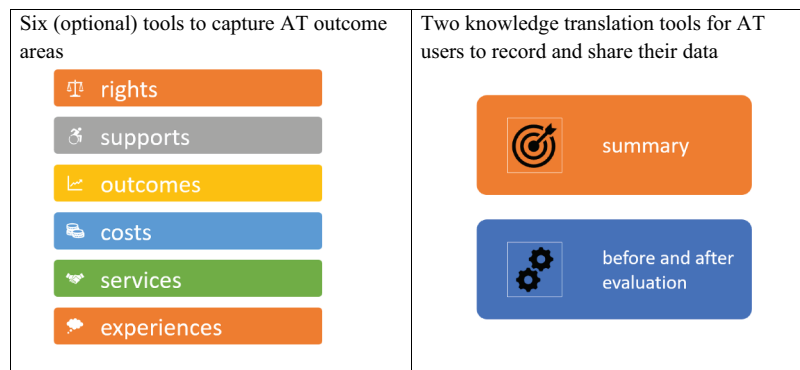 Six (optional) tools to capture AT outcome
areas
rights
supports
outcomes
costs
services
experiences
Two knowledge translation tools for AT
users to record and share their data
summary
before and after
evaluation